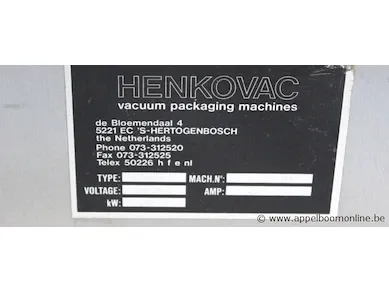 HENKOVAC
vacuum packaging machines
de Bloemendaal 4
5221 EC 'S-HERTOGENBOSCH
the Netherlands
Phone 073-312520
Fax 073-312525
Telex 50226 h f e nl
TYPE: MACH.Nº:
VOLTAGE: AMP:
kW:
© www.appelboomonline.be